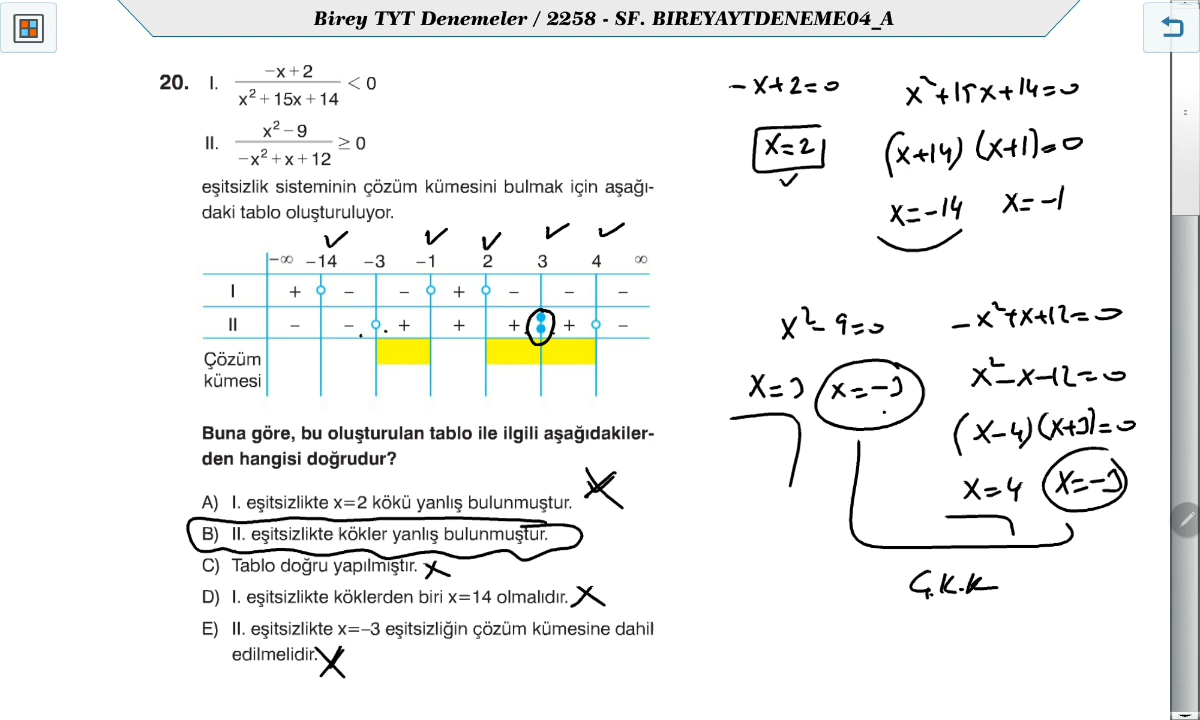 Birey TYT Denemeler / 2258 - SF. BIREYAYTDENEME04_A
20. I. (-x+2)/(x²+15x+14) < 0
II. (x²-9)/(-x²+x+12) ≥ 0
eşitsizlik sisteminin çözüm kümesini bulmak için aşağı-
daki tablo oluşturuluyor.
-∞ -14 -3 -1 2 3 4 ∞
I + - - + - - -
II - - + + + + -
Çözüm
kümesi
Buna göre, bu oluşturulan tablo ile ilgili aşağıdakiler-
den hangisi doğrudur?
A) I. eşitsizlikte x=2 kökü yanlış bulunmuştur.
B) II. eşitsizlikte kökler yanlış bulunmuştur.
C) Tablo doğru yapılmıştır.
D) I. eşitsizlikte köklerden biri x=14 olmalıdır.
E) II. eşitsizlikte x=-3 eşitsizliğin çözüm kümesine dahil
edilmelidir.
-x+2=0
x=2
x²+15x+14=0
(x+14) (x+1)=0
x=-14 x=-1
x²-9=0
x=3 x=-3
-x²+x+12=0
x²-x-12=0
(x-4)(x+3)=0
x=4 x=-3
Ç.K.K